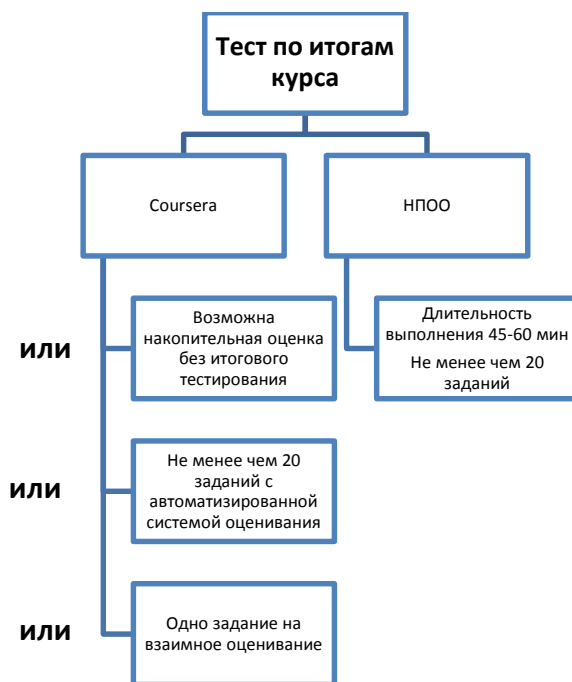 Тест по итогам
курса
Coursera
НПОО
или
Возможна
накопительная оценка
без итогового
тестирования
Длительность
выполнения 45-60 мин
Не менее чем 20
заданий
или
Не менее чем 20
заданий с
автоматизированной
системой оценивания
или
Одно задание на
взаимное оценивание